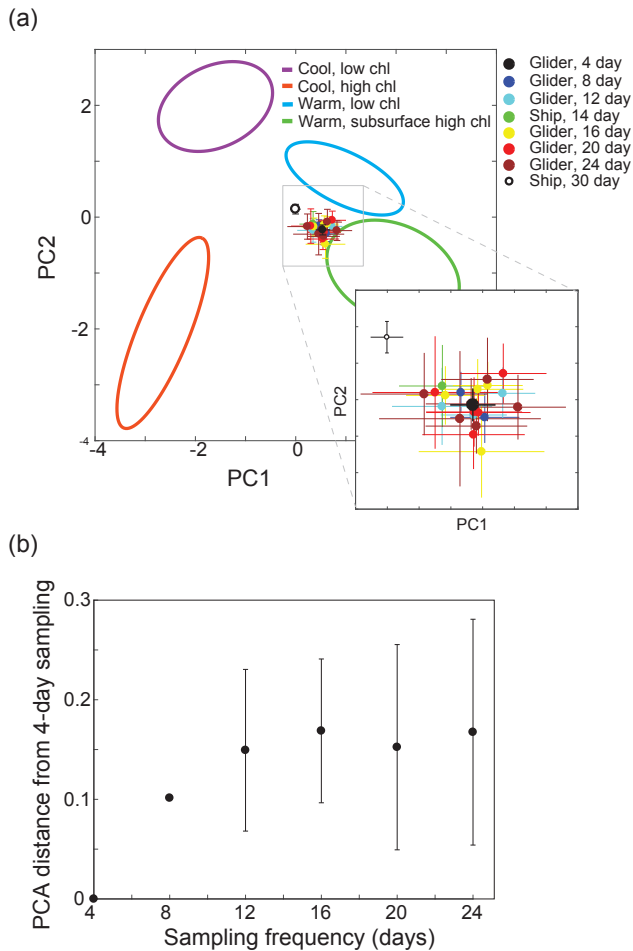 (a)
2
0
-2
-4
PC2
-4
-2
0
PC1
Cool, low chl
Cool, high chl
Warm, low chl
Warm, subsurface high chl
Glider, 4 day
Glider, 8 day
Glider, 12 day
Ship, 14 day
Glider, 16 day
Glider, 20 day
Glider, 24 day
Ship, 30 day
PC2
PC1
(b)
0.3
0.2
0.1
0
PCA distance from 4-day sampling
4
8
12
16
20
24
Sampling frequency (days)